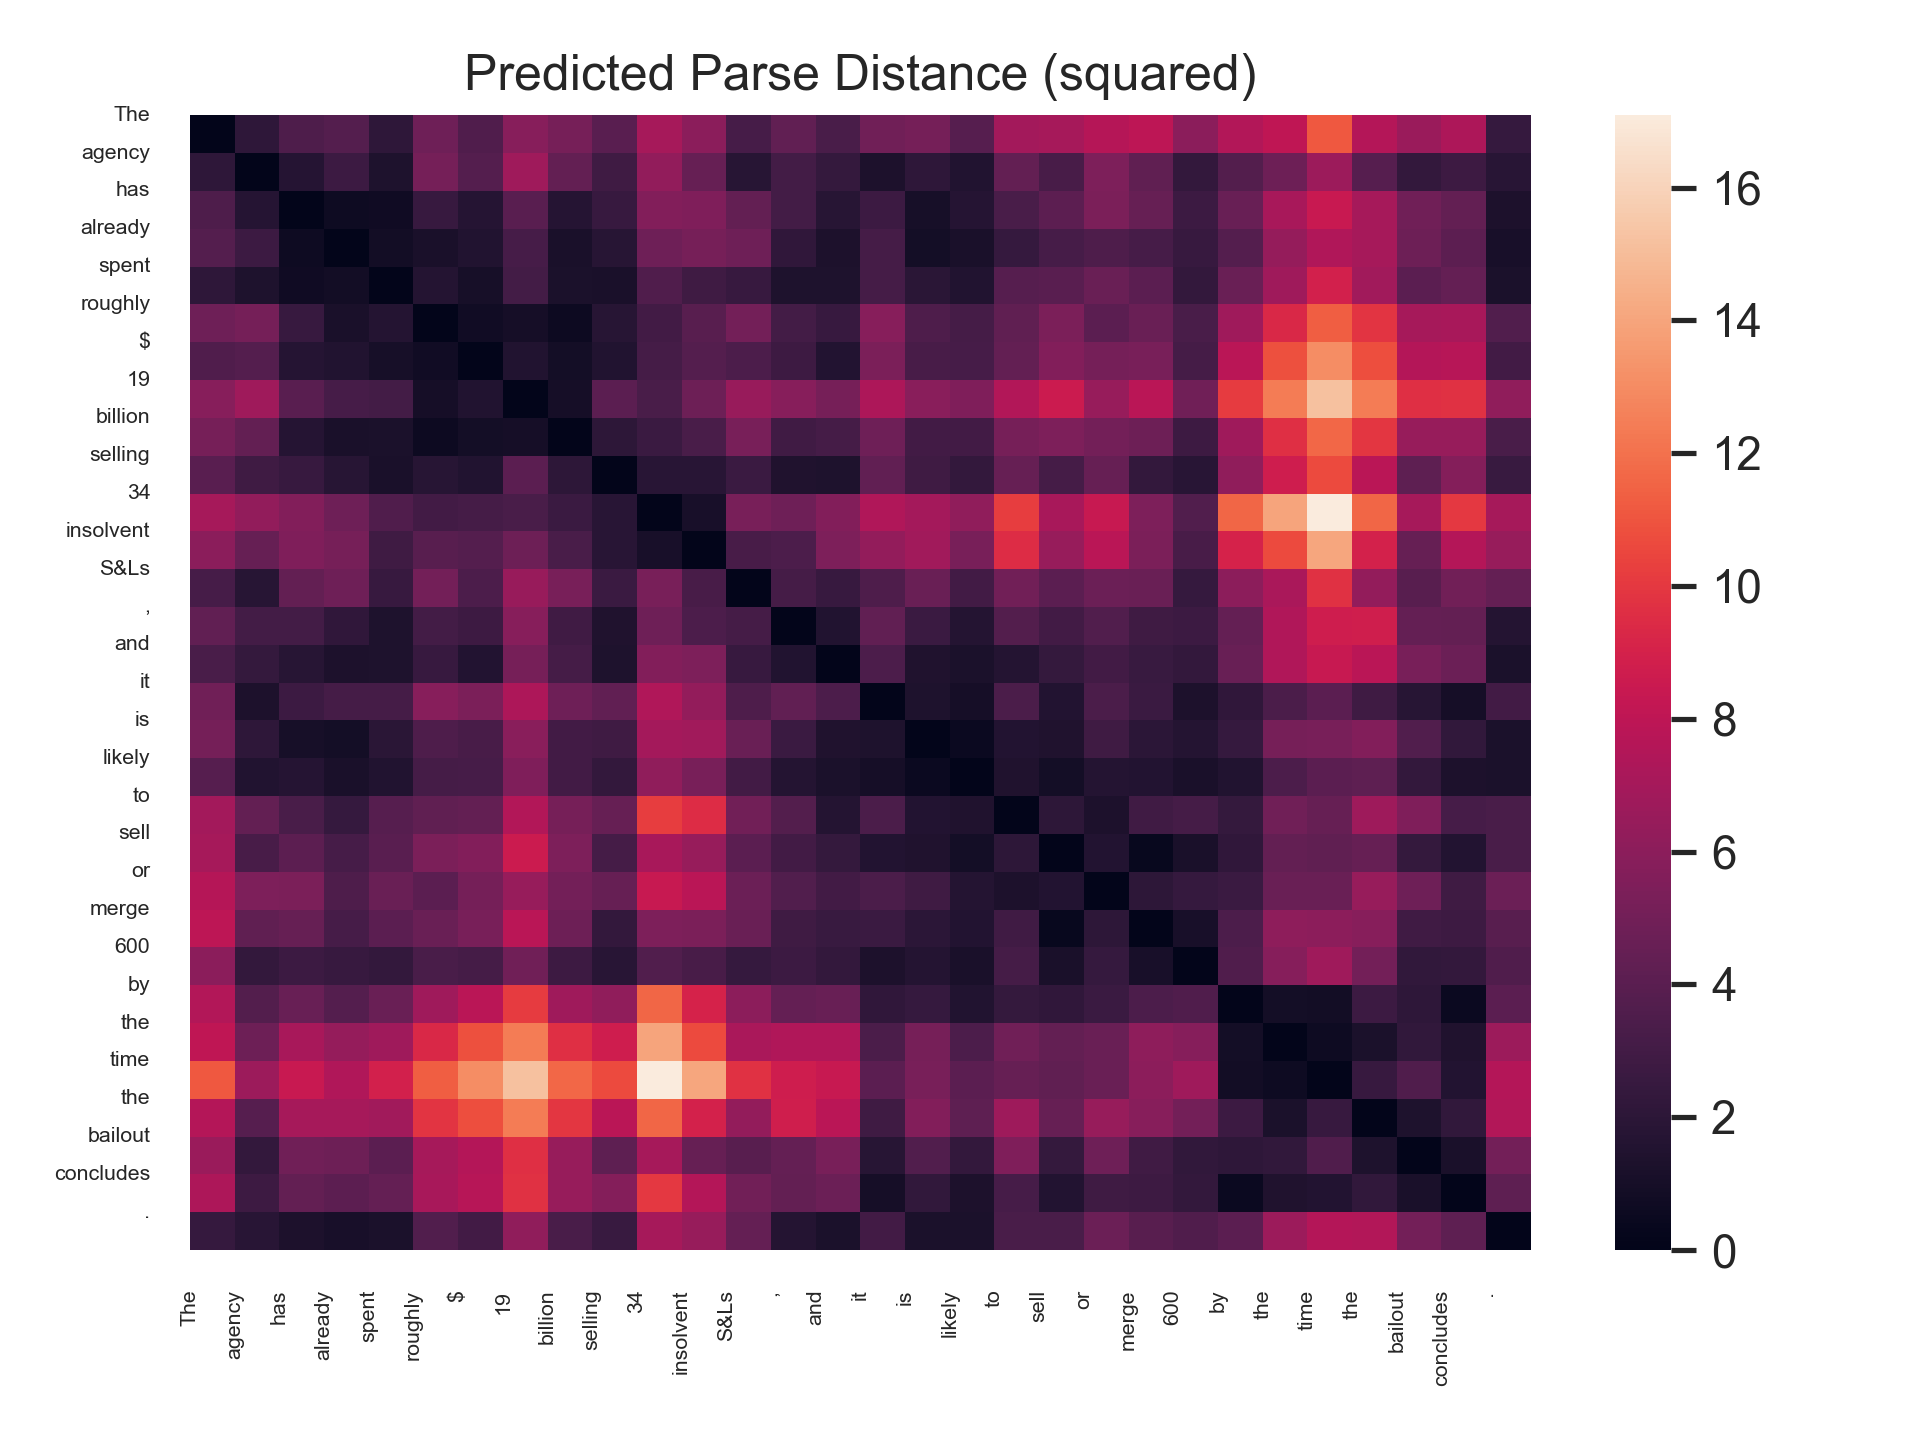 Predicted Parse Distance (squared)
The
agency
has
already
spent
roughly
$
19
billion
selling
34
insolvent
S&Ls
,
and
it
is
likely
to
sell
or
merge
600
by
the
time
the
bailout
concludes
.
The agency has already spent roughly $ 19 billion selling 34 insolvent S&Ls , and it is likely to sell or merge 600 by the time the bailout concludes .
16
14
12
10
8
6
4
2
0